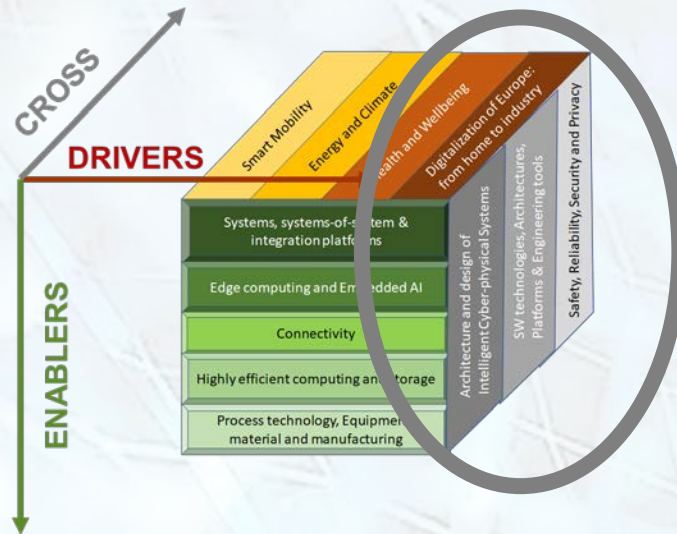 CROSS
DRIVERS
ENABLERS
Smart Mobility
Energy and Climate
Health and Wellbeing
Digitalization of Europe:
from home to industry
Systems, systems-of-system &
integration platforms
Edge computing and Embedded AI
Connectivity
Highly efficient computing and storage
Process technology, Equipment
material and manufacturing
Architecture and design of
Intelligent Cyber-physical Systems
SW technologies, Architectures,
Platforms & Engineering tools
Safety, Reliability, Security and Privacy